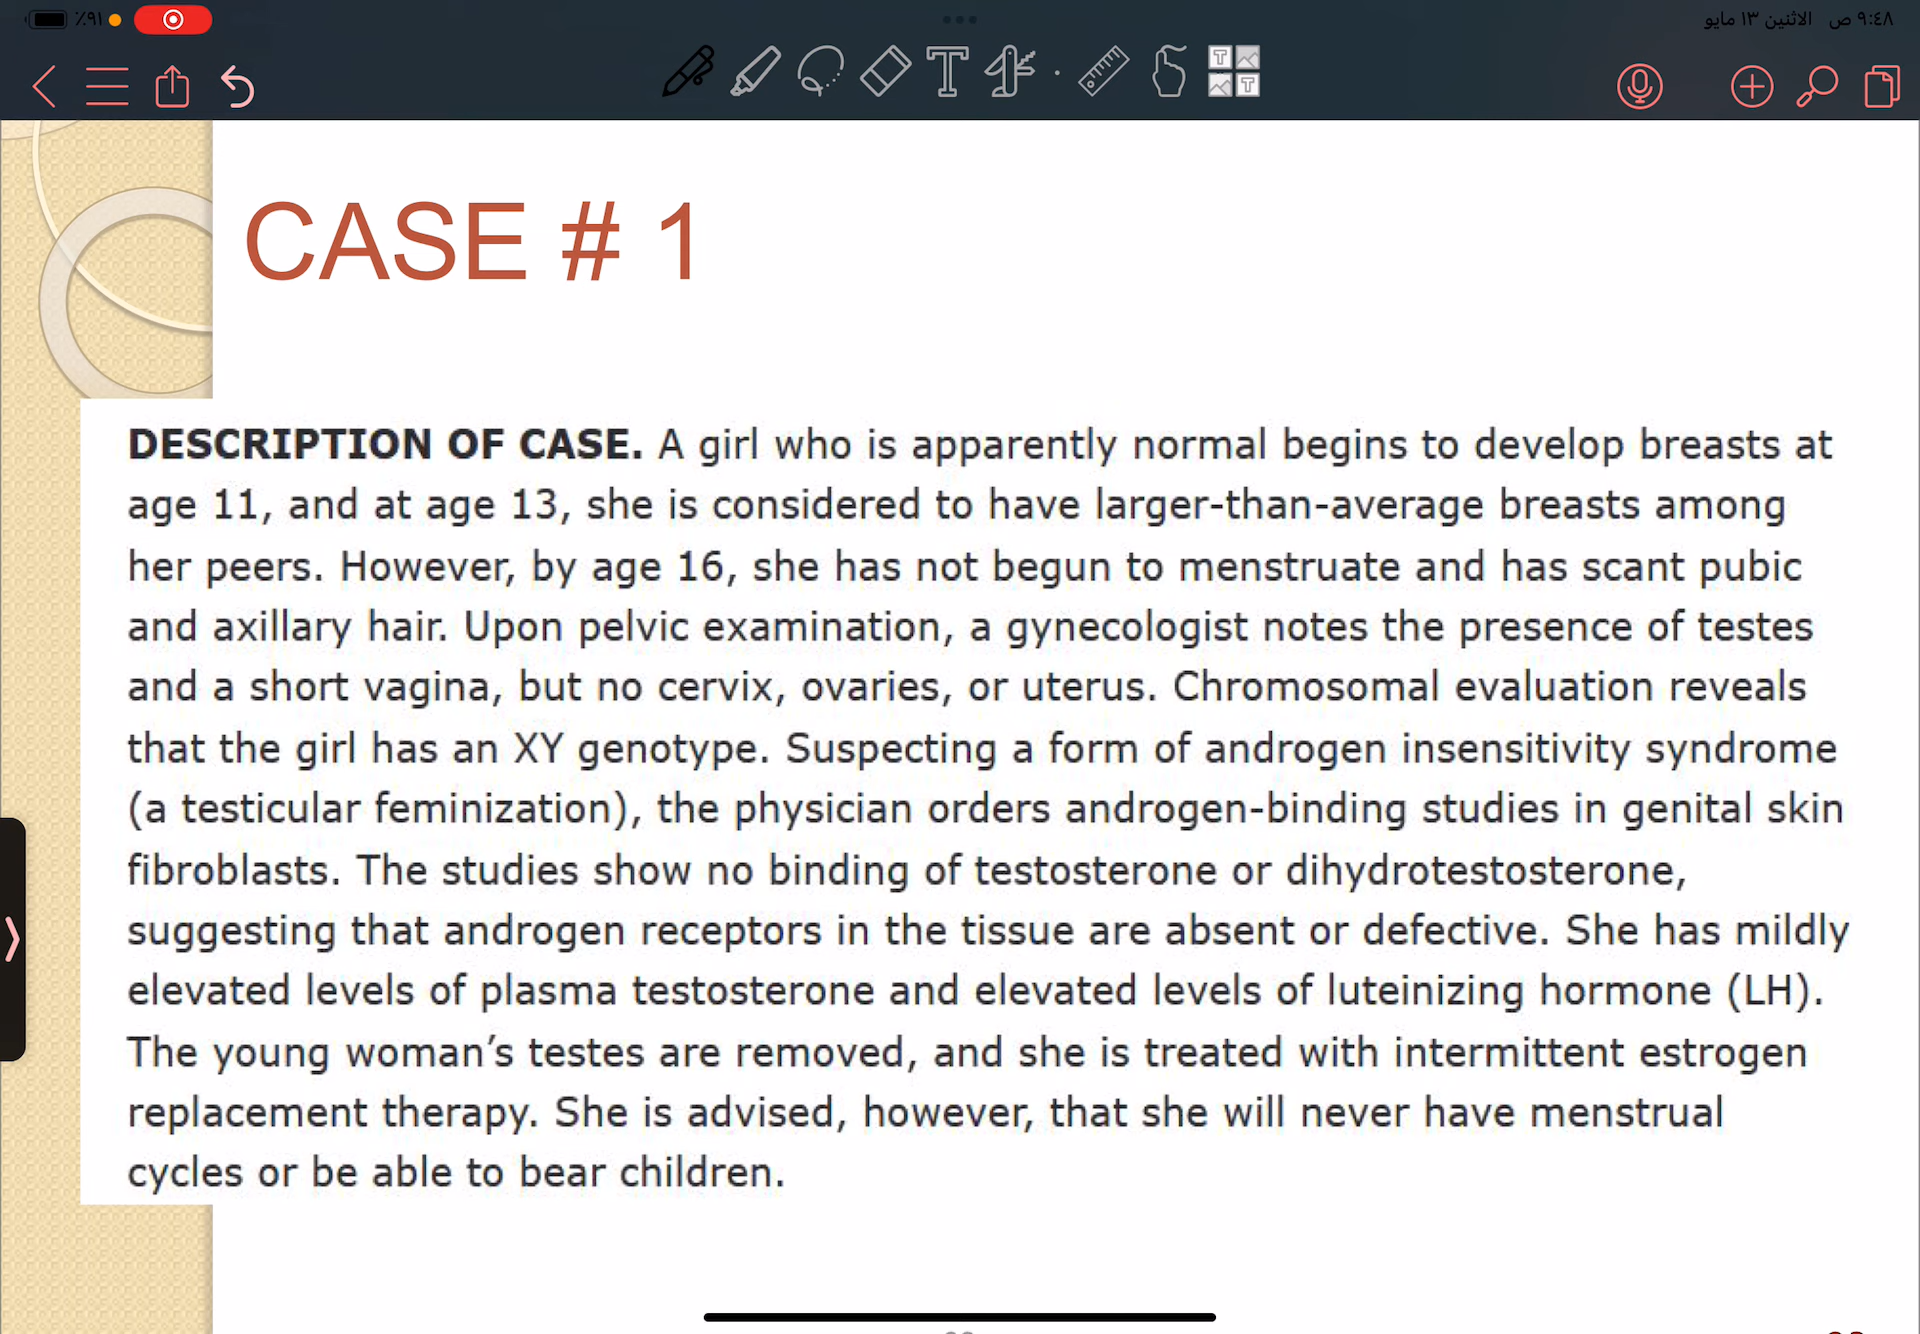 ٪٩١
٩:٤٨ ص الاثنين ١٣ مايو
CASE # 1
DESCRIPTION OF CASE. A girl who is apparently normal begins to develop breasts at
age 11, and at age 13, she is considered to have larger-than-average breasts among
her peers. However, by age 16, she has not begun to menstruate and has scant pubic
and axillary hair. Upon pelvic examination, a gynecologist notes the presence of testes
and a short vagina, but no cervix, ovaries, or uterus. Chromosomal evaluation reveals
that the girl has an XY genotype. Suspecting a form of androgen insensitivity syndrome
(a testicular feminization), the physician orders androgen-binding studies in genital skin
fibroblasts. The studies show no binding of testosterone or dihydrotestosterone,
suggesting that androgen receptors in the tissue are absent or defective. She has mildly
elevated levels of plasma testosterone and elevated levels of luteinizing hormone (LH).
The young woman’s testes are removed, and she is treated with intermittent estrogen
replacement therapy. She is advised, however, that she will never have menstrual
cycles or be able to bear children.